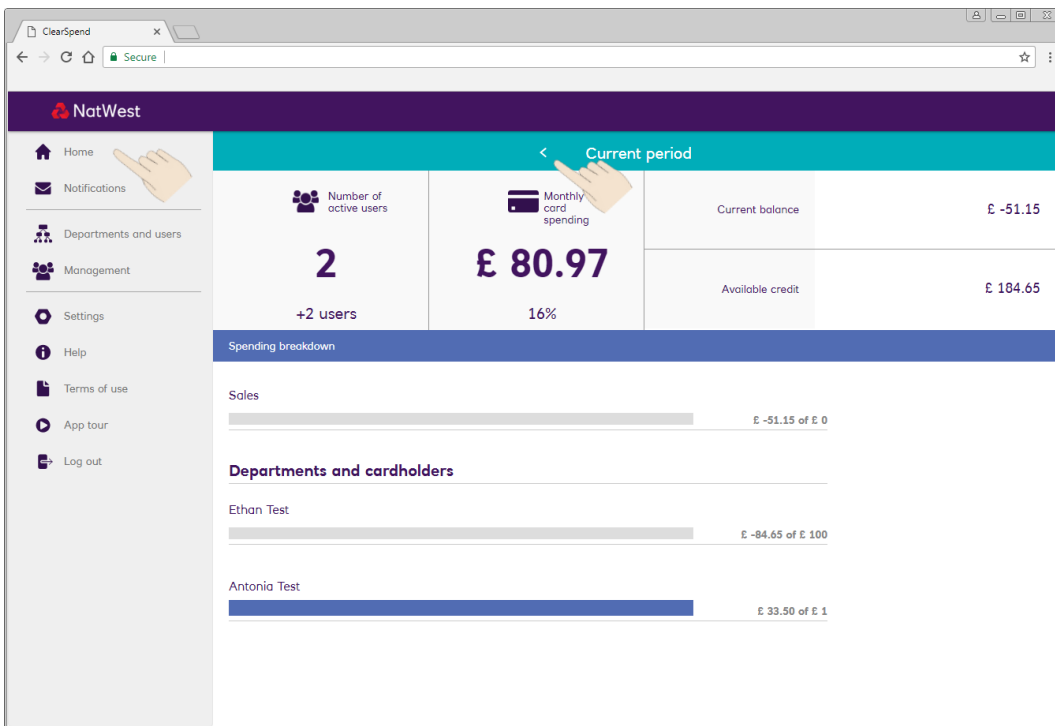 ClearSpend
Secure
NatWest
Home
Notifications
Departments and users
Management
Settings
Help
Terms of use
App tour
Log out
Current period
Number of
active users
2
+2 users
Monthly
card
spending
£ 80.97
16%
Current balance
£ -51.15
Available credit
£ 184.65
Spending breakdown
Sales
£ -51.15 of £ 0
Departments and cardholders
Ethan Test
£ -84.65 of £ 100
Antonia Test
£ 33.50 of £ 1